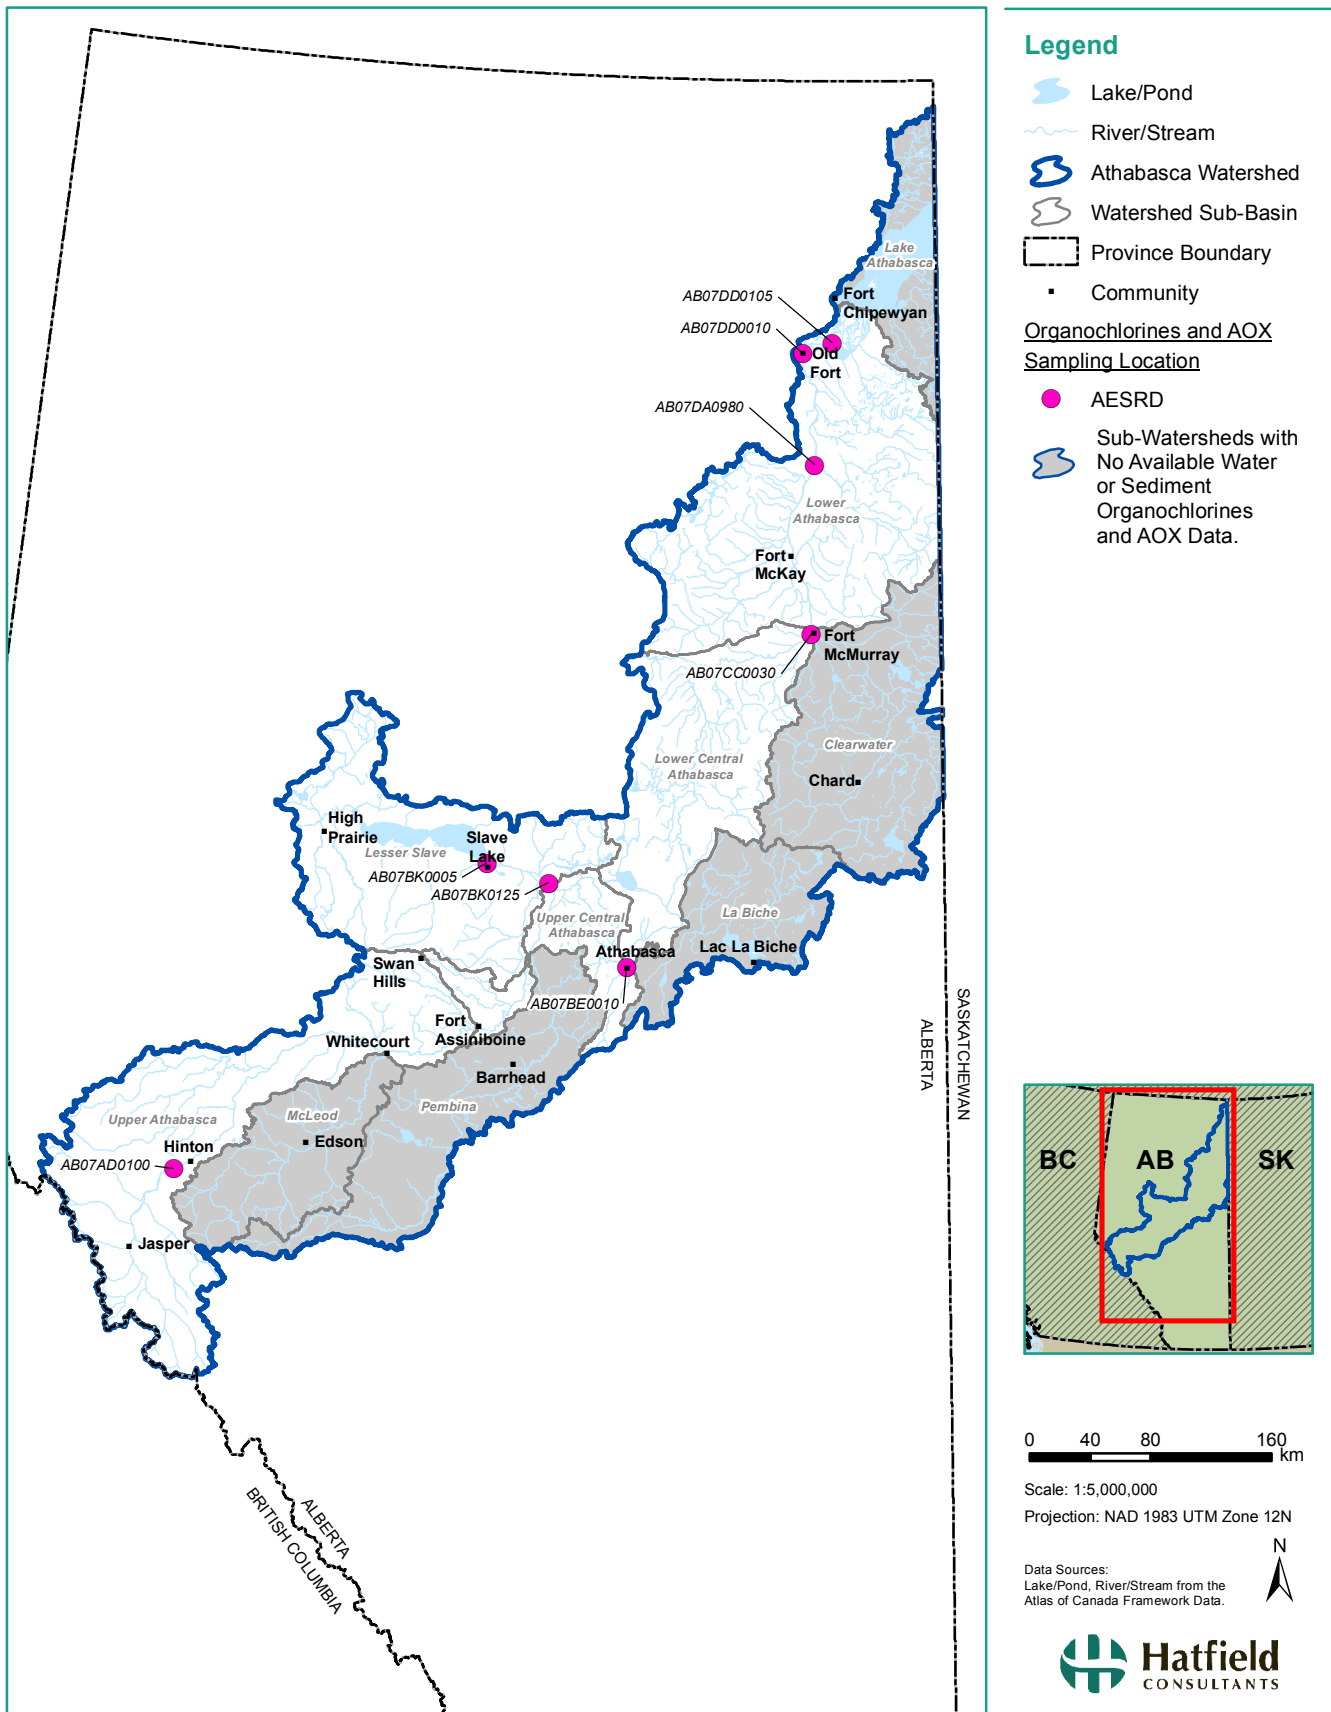 Lake
Athabasca
AB07DD0105
Fort
Chipewyan
AB07DD0010
Old
Fort
AB07DA0980
Lower
Athabasca
Fort
McKay
Fort
McMurray
AB07CC0030
Lower Central
Athabasca
Clearwater
Chard
High
Prairie
Slave
Lake
Lesser Slave
AB07BK0005
AB07BK0125
Upper Central
Athabasca
La Biche
Athabasca
Lac La Biche
Swan
Hills
AB07BE0010
Fort
Assiniboine
Whitecourt
Barrhead
Pembina
McLeod
Upper Athabasca
Edson
Hinton
AB07AD0100
Jasper
ALBERTA
SASKATCHEWAN
ALBERTA
BRITISH COLUMBIA
Legend
Lake/Pond
River/Stream
Athabasca Watershed
Watershed Sub-Basin
Province Boundary
Community
Organochlorines and AOX
Sampling Location
AESRD
Sub-Watersheds with
No Available Water
or Sediment
Organochlorines
and AOX Data.
BC AB SK
0 40 80 160
km
Scale: 1:5,000,000
Projection: NAD 1983 UTM Zone 12N
N
Data Sources:
Lake/Pond, River/Stream from the
Atlas of Canada Framework Data.
Hatfield
CONSULTANTS